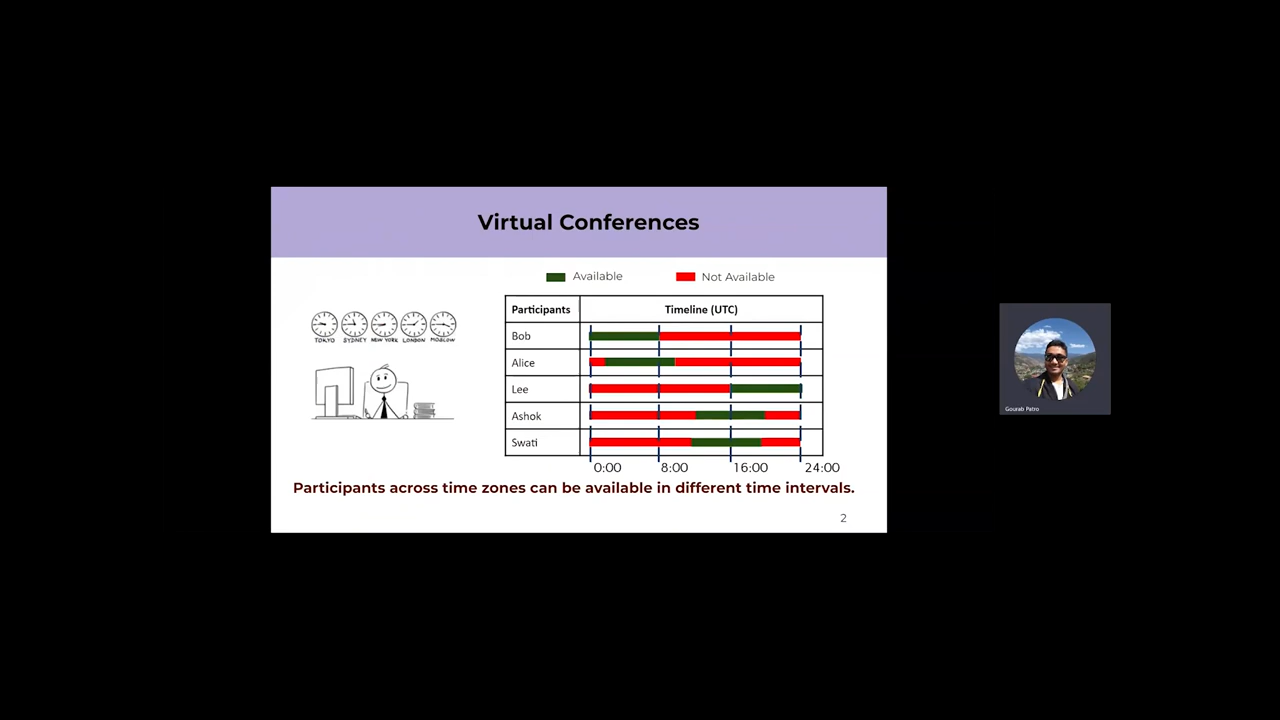 Virtual Conferences
Available
Not Available
Participants
Timeline (UTC)
Bob
Alice
Lee
Ashok
Swati
0:00
8:00
16:00
24:00
TOKYO
SYDNEY
NEW YORK
LONDON
MOSCOW
Participants across time zones can be available in different time intervals.
2
Gourab Patro